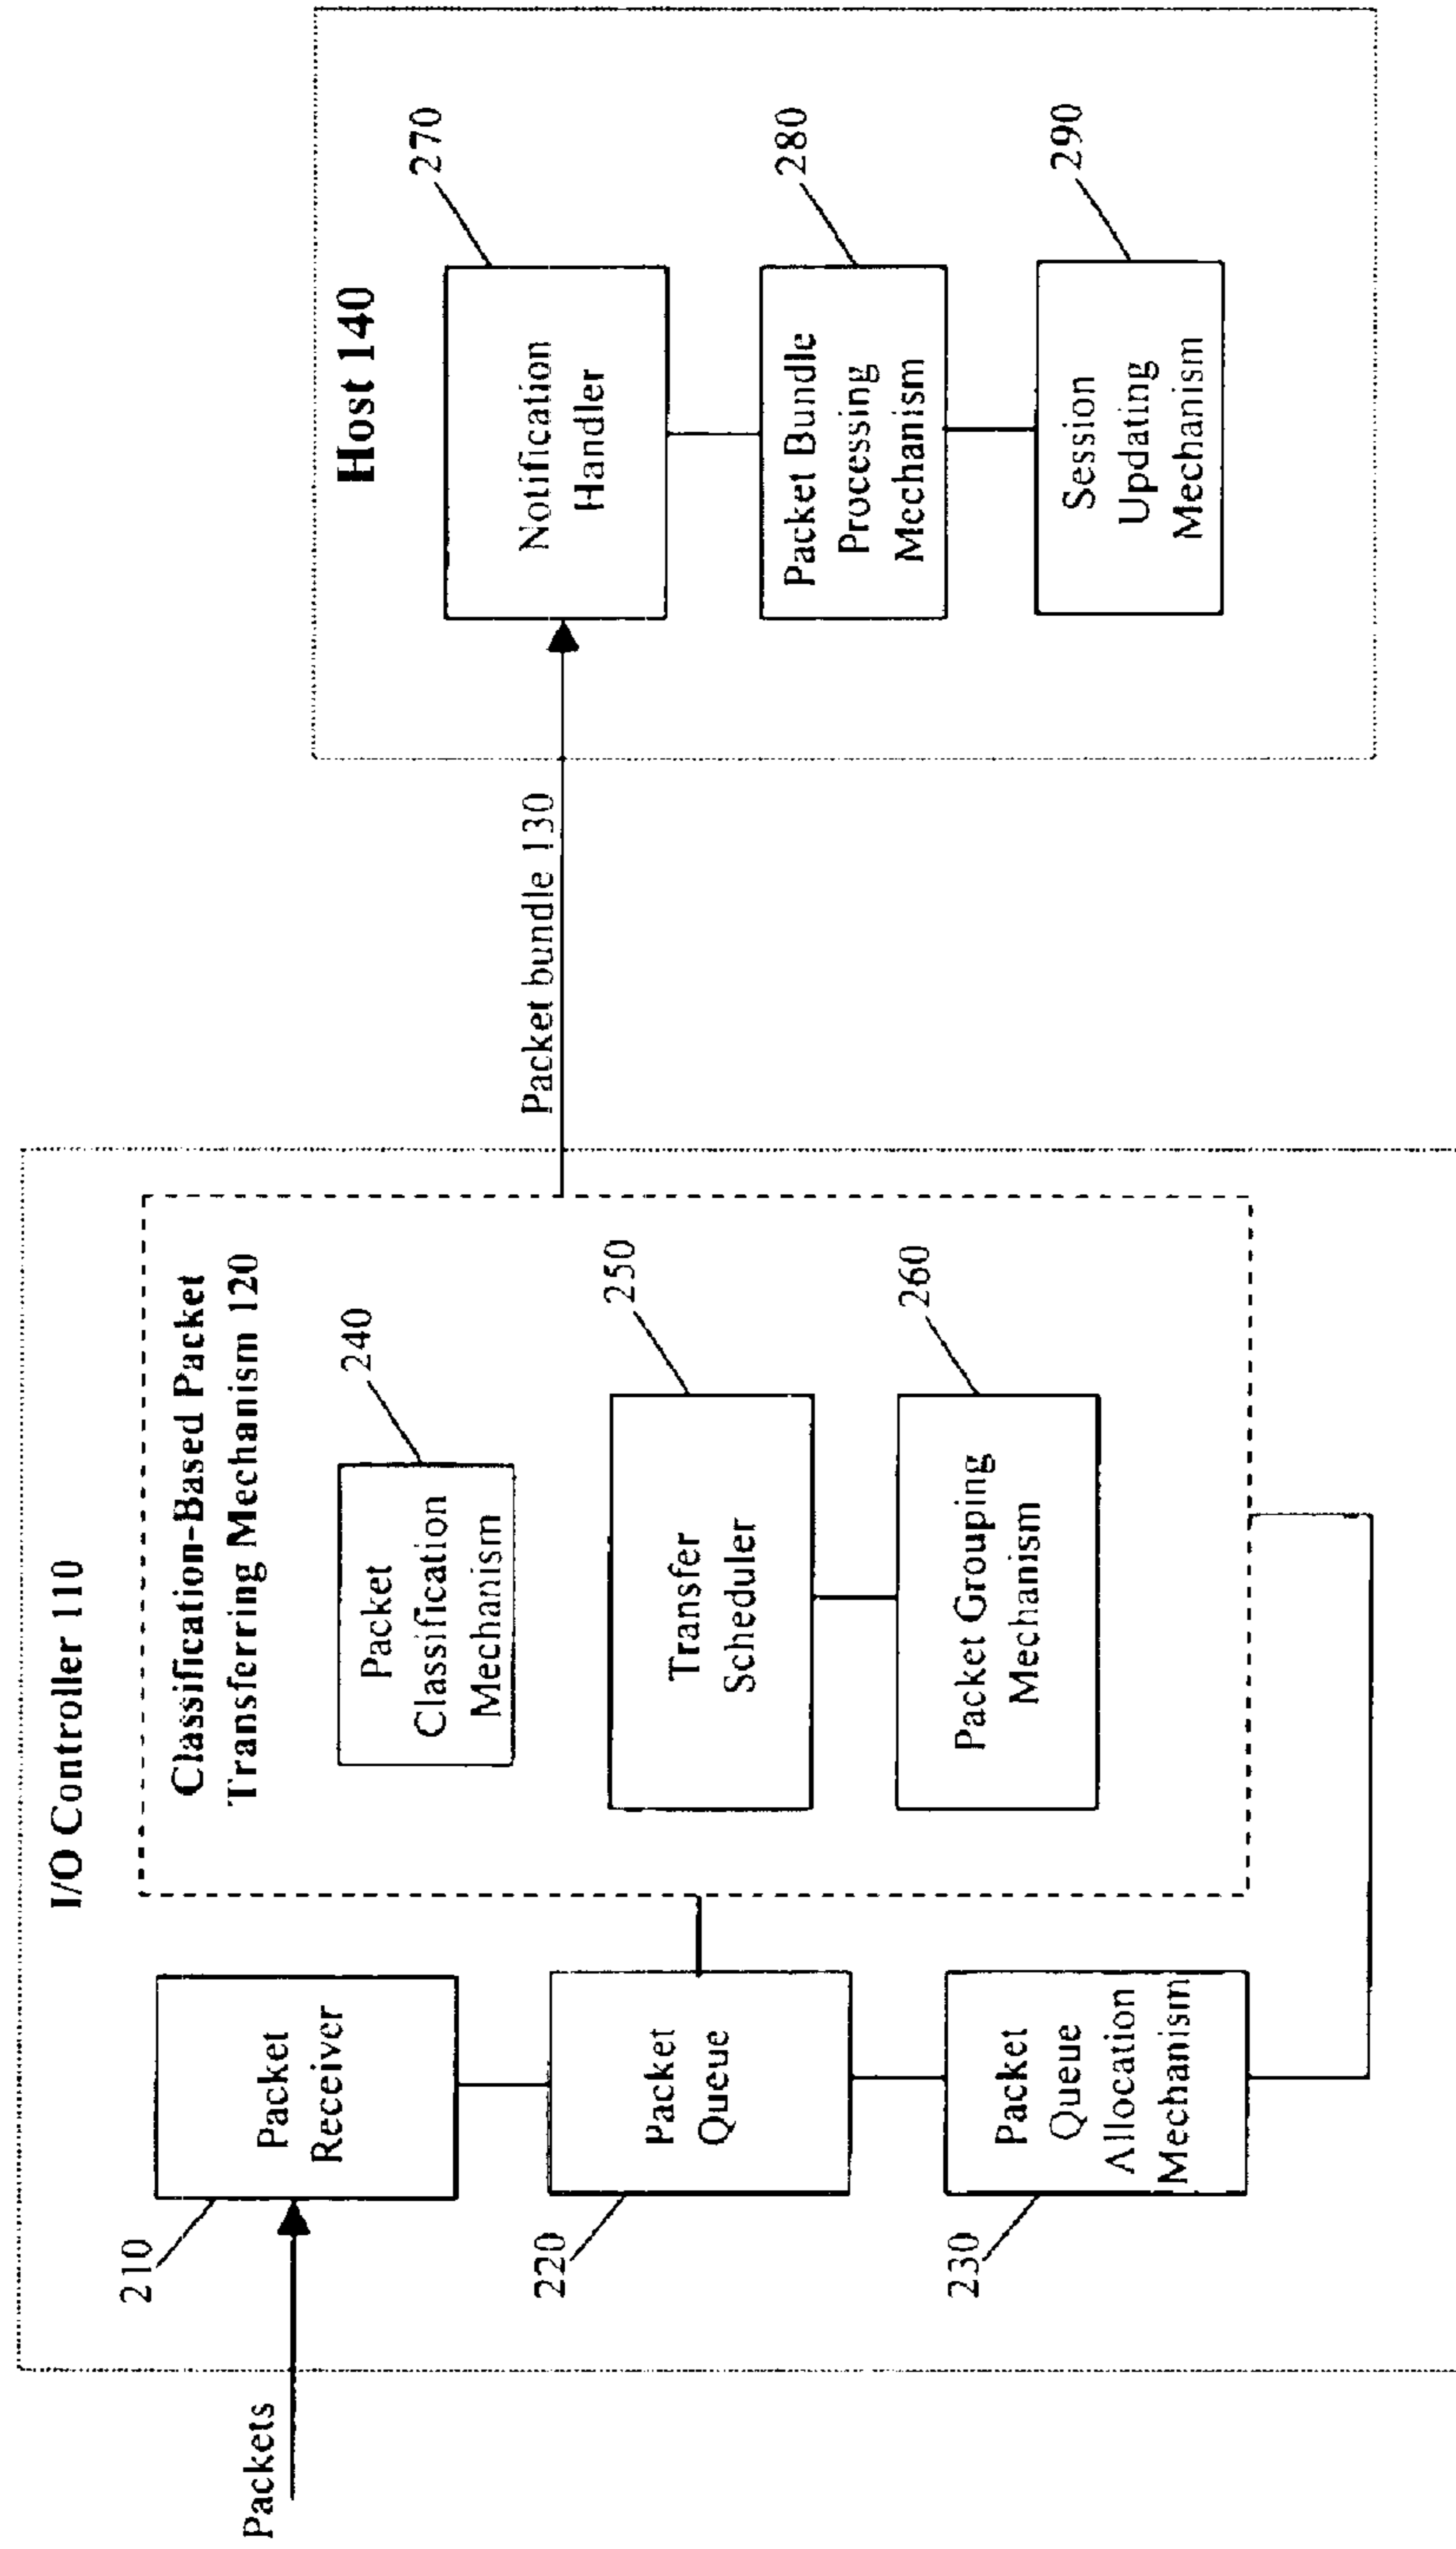 I/O Controller 110
Classification-Based Packet
Transferring Mechanism 120
Packets
210
Packet
Receiver
220
Packet
Queue
230
Packet
Queue
Allocation
Mechanism
240
Packet
Classification
Mechanism
250
Transfer
Scheduler
260
Packet Grouping
Mechanism
Packet bundle 130
Host 140
270
Notification
Handler
280
Packet Bundle
Processing
Mechanism
290
Session
Updating
Mechanism